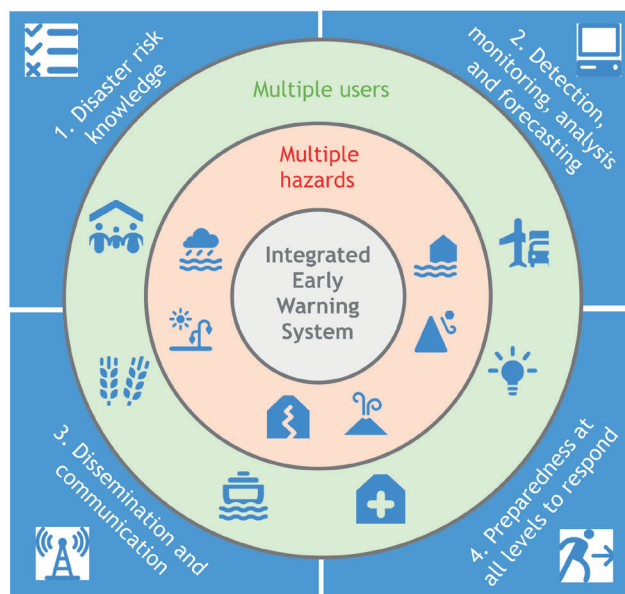 1. Disaster risk
knowledge
2. Detection,
monitoring, analysis
and forecasting
Multiple users
Multiple
hazards
Integrated
Early
Warning
System
3. Dissemination and
communication
4. Preparedness at
all levels to respond